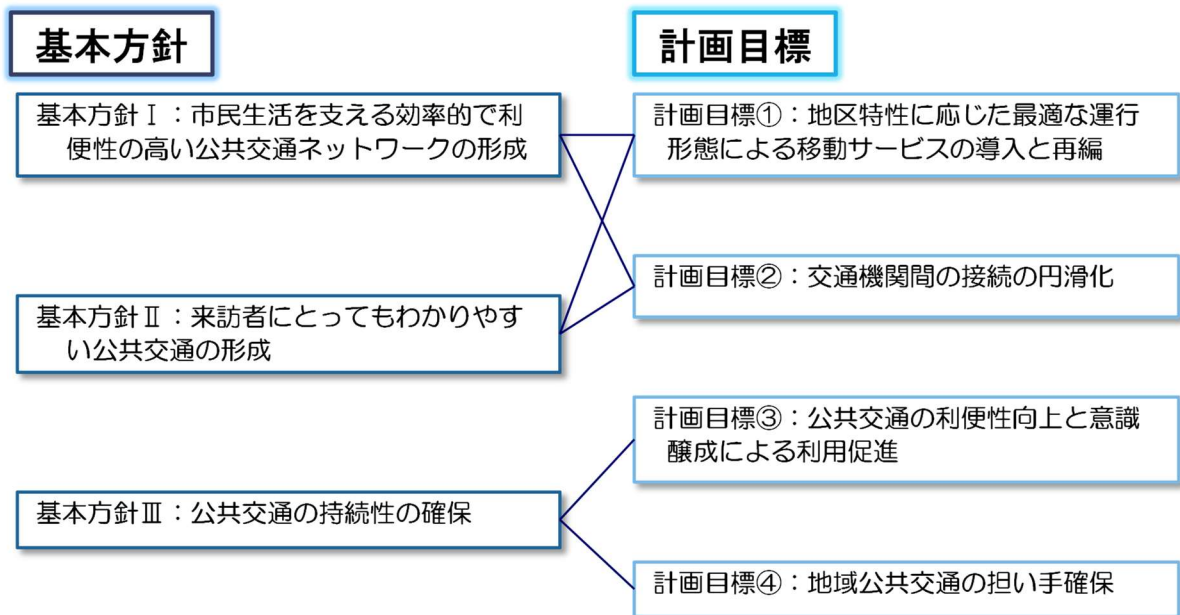 基本方針
計画目標
基本方針Ⅰ:市民生活を支える効率的で利
便性の高い公共交通ネットワークの形成
基本方針Ⅱ:来訪者にとってもわかりやす
い公共交通の形成
基本方針Ⅲ:公共交通の持続性の確保
計画目標①:地区特性に応じた最適な運行
形態による移動サービスの導入と再編
計画目標②:交通機関間の接続の円滑化
計画目標③:公共交通の利便性向上と意識
醸成による利用促進
計画目標④:地域公共交通の担い手確保